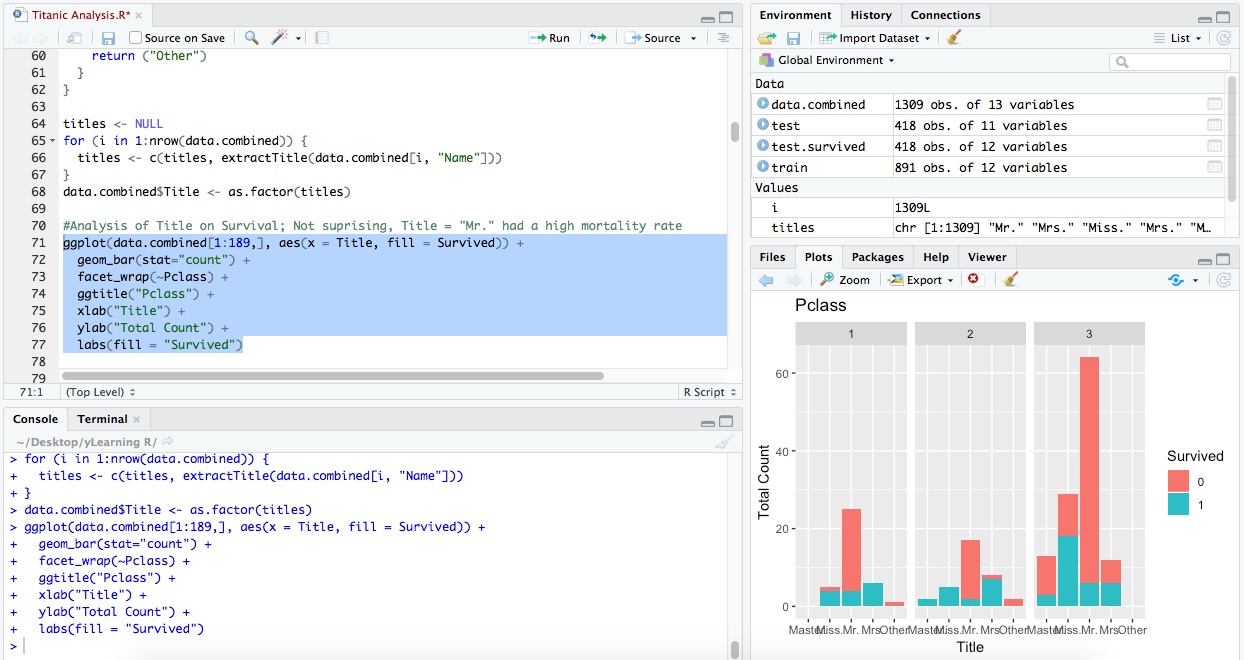 Titanic Analysis.R*
Source on Save
Run
Source
60 return ("Other")
61 }
62 }
63
64 titles <- NULL
65 for (i in 1:nrow(data.combined)) {
66 titles <- c(titles, extractTitle(data.combined[i, "Name"]))
67 }
68 data.combined$Title <- as.factor(titles)
69
70 #Analysis of Title on Survival; Not suprising, Title = "Mr." had a high mortality rate
71 ggplot(data.combined[1:189,], aes(x = Title, fill = Survived)) +
72 geom_bar(stat="count") +
73 facet_wrap(~Pclass) +
74 ggtitle("Pclass") +
75 xlab("Title") +
76 ylab("Total Count") +
77 labs(fill = "Survived")
78
79
71:1 (Top Level) R Script
Console Terminal
~/Desktop/yLearning R/
> for (i in 1:nrow(data.combined)) {
+ titles <- c(titles, extractTitle(data.combined[i, "Name"]))
+ }
> data.combined$Title <- as.factor(titles)
> ggplot(data.combined[1:189,], aes(x = Title, fill = Survived)) +
+ geom_bar(stat="count") +
+ facet_wrap(~Pclass) +
+ ggtitle("Pclass") +
+ xlab("Title") +
+ ylab("Total Count") +
+ labs(fill = "Survived")
>
Environment History Connections
Import Dataset List
Global Environment
Data
data.combined 1309 obs. of 13 variables
test 418 obs. of 11 variables
test.survived 418 obs. of 12 variables
train 891 obs. of 12 variables
Values
i 1309L
titles chr [1:1309] "Mr." "Mrs." "Miss." "Mrs." "M…
Files Plots Packages Help Viewer
Zoom Export
Pclass
1 2 3
60
40
20
0
Total Count
Master. Miss. Mr. Mrs. Other Master. Miss. Mr. Mrs. Other Master. Miss. Mr. Mrs. Other
Title
Survived
0
1